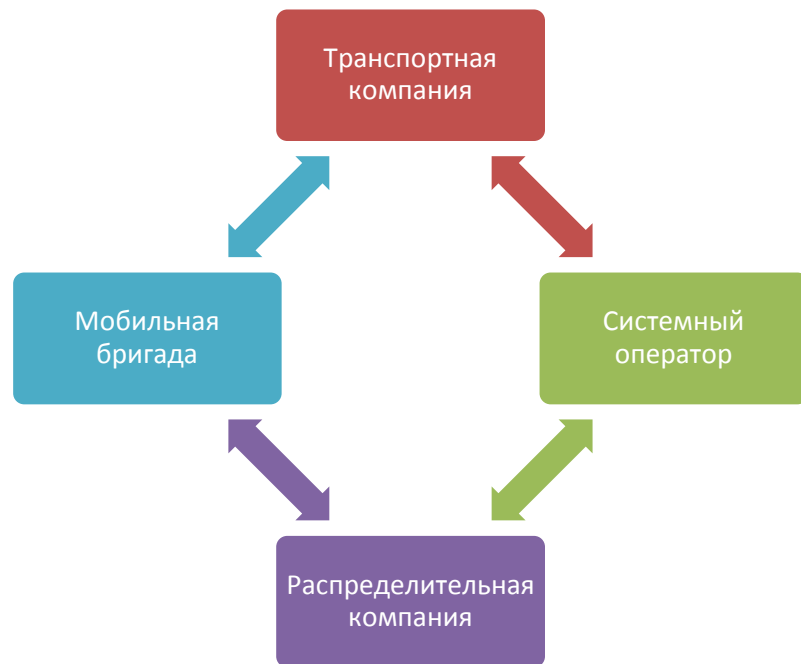 Транспортная
компания
Мобильная
бригада
Системный
оператор
Распределительная
компания